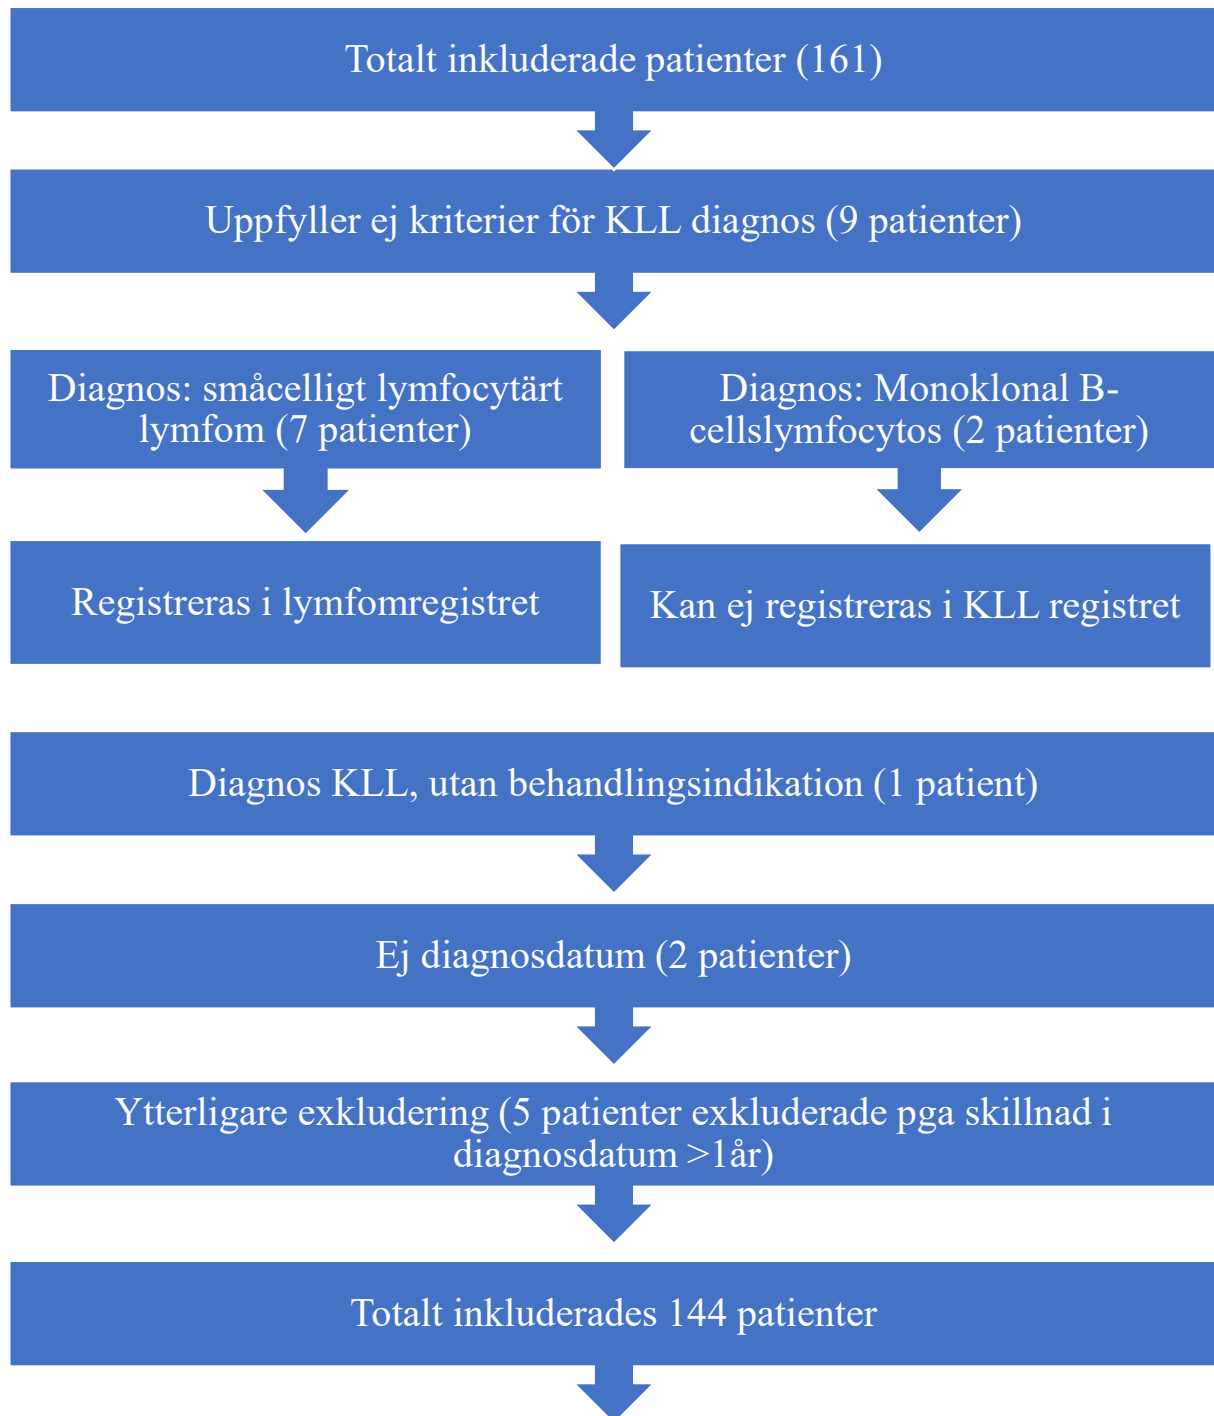 Totalt inkluderade patienter (161)
Uppfyller ej kriterier för KLL diagnos (9 patienter)
Diagnos: småcelligt lymfocytärt
lymfom (7 patienter)
Diagnos: Monoklonal B-
cellslymfocytos (2 patienter)
Registreras i lymfomregistret
Kan ej registreras i KLL registret
Diagnos KLL, utan behandlingsindikation (1 patient)
Ej diagnosdatum (2 patienter)
Ytterligare exkludering (5 patienter exkluderade pga skillnad i
diagnosdatum >1år)
Totalt inkluderades 144 patienter